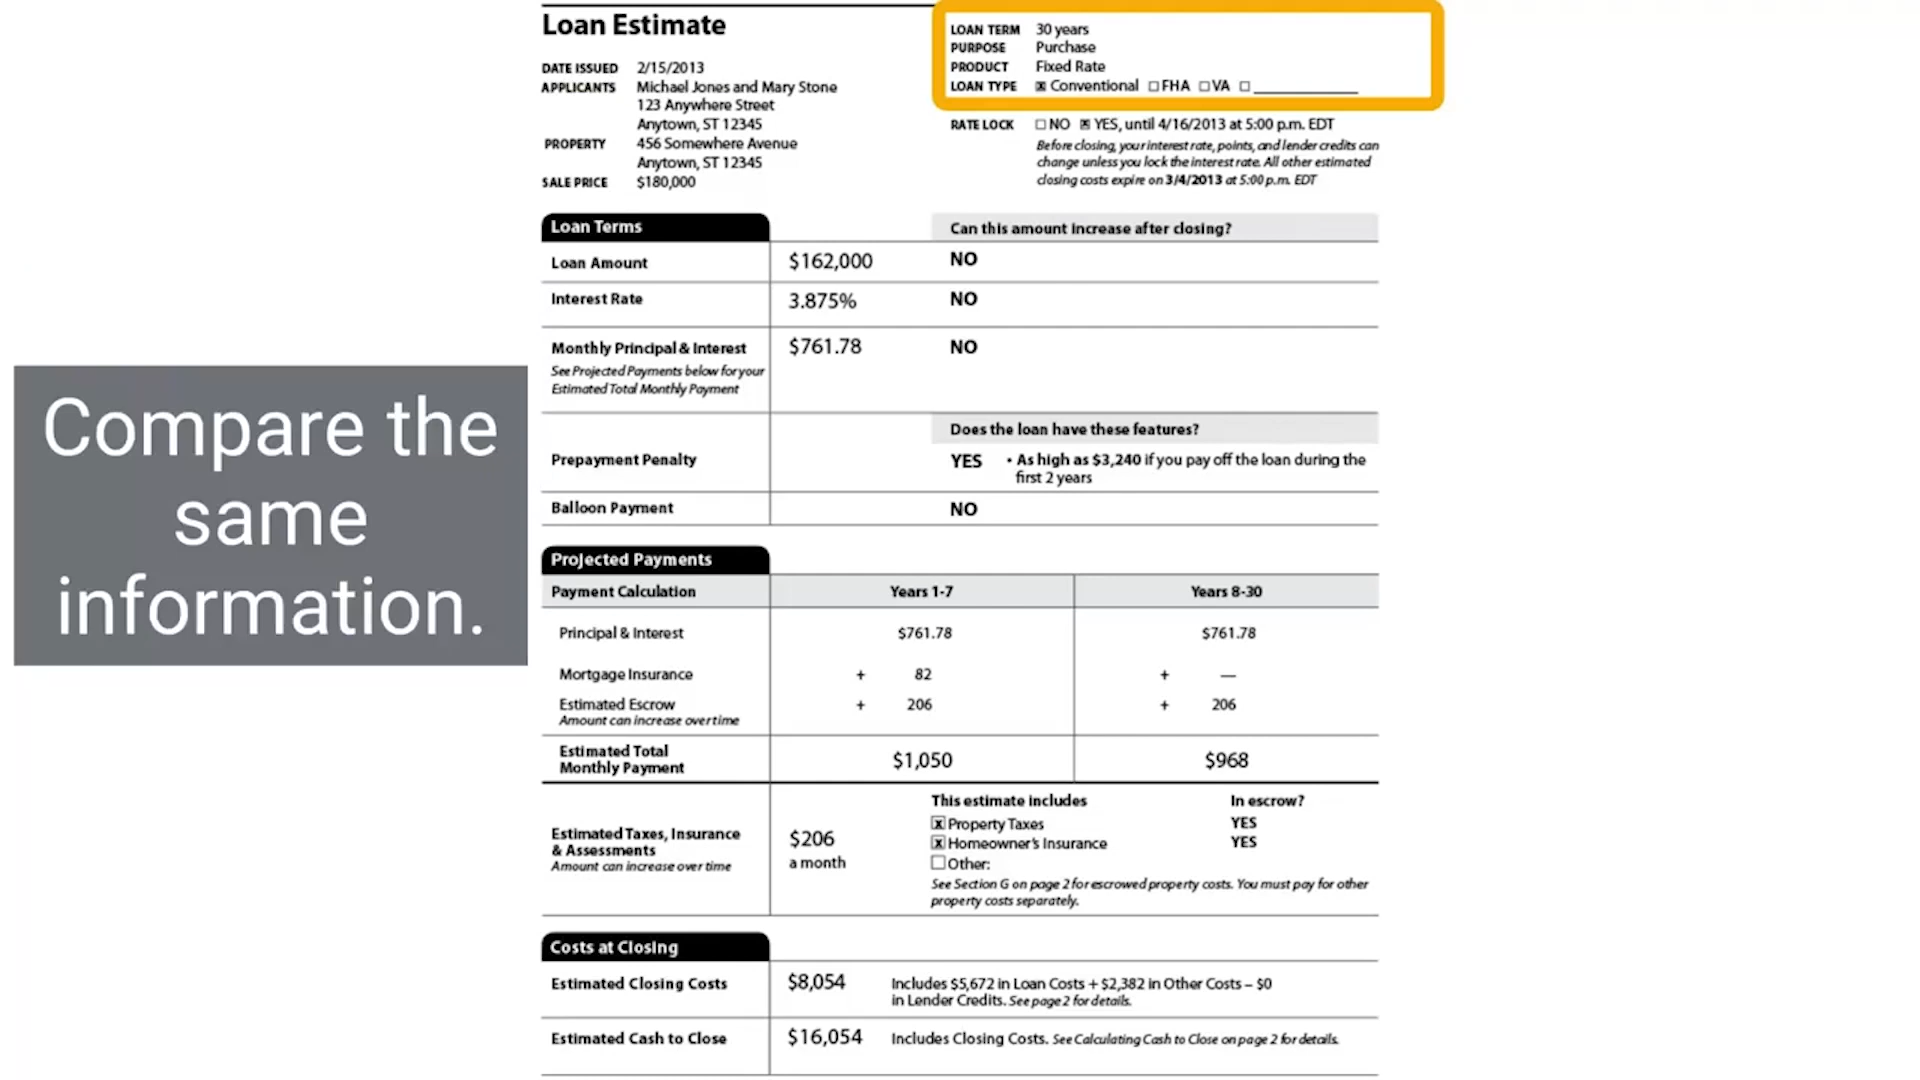 Loan Estimate
DATE ISSUED 2/15/2013
APPLICANTS Michael Jones and Mary Stone
123 Anywhere Street
Anytown, ST 12345
PROPERTY 456 Somewhere Avenue
Anytown, ST 12345
SALE PRICE $180,000
LOAN TERM 30 years
PURPOSE Purchase
PRODUCT Fixed Rate
LOAN TYPE ☒ Conventional ☐ FHA ☐ VA ☐ ______________
RATE LOCK ☐ NO ☒ YES, until 4/16/2013 at 5:00 p.m. EDT
Before closing, your interest rate, points, and lender credits can
change unless you lock the interest rate. All other estimated
closing costs expire on 3/4/2013 at 5:00 p.m. EDT
Compare the
same
information.
Loan Terms Can this amount increase after closing?
Loan Amount $162,000 NO
Interest Rate 3.875% NO
Monthly Principal & Interest $761.78 NO
See Projected Payments below for your
Estimated Total Monthly Payment
Does the loan have these features?
Prepayment Penalty YES • As high as $3,240 if you pay off the loan during the
first 2 years
Balloon Payment NO
Projected Payments
Payment Calculation Years 1-7 Years 8-30
Principal & Interest $761.78 $761.78
Mortgage Insurance + 82 + —
Estimated Escrow + 206 + 206
Amount can increase over time
Estimated Total
Monthly Payment $1,050 $968
Estimated Taxes, Insurance
& Assessments
Amount can increase over time
$206
a month
This estimate includes In escrow?
☒ Property Taxes YES
☒ Homeowner's Insurance YES
☐ Other:
See Section G on page 2 for escrowed property costs. You must pay for other
property costs separately.
Costs at Closing
Estimated Closing Costs $8,054 Includes $5,672 in Loan Costs + $2,382 in Other Costs – $0
in Lender Credits. See page 2 for details.
Estimated Cash to Close $16,054 Includes Closing Costs. See Calculating Cash to Close on page 2 for details.